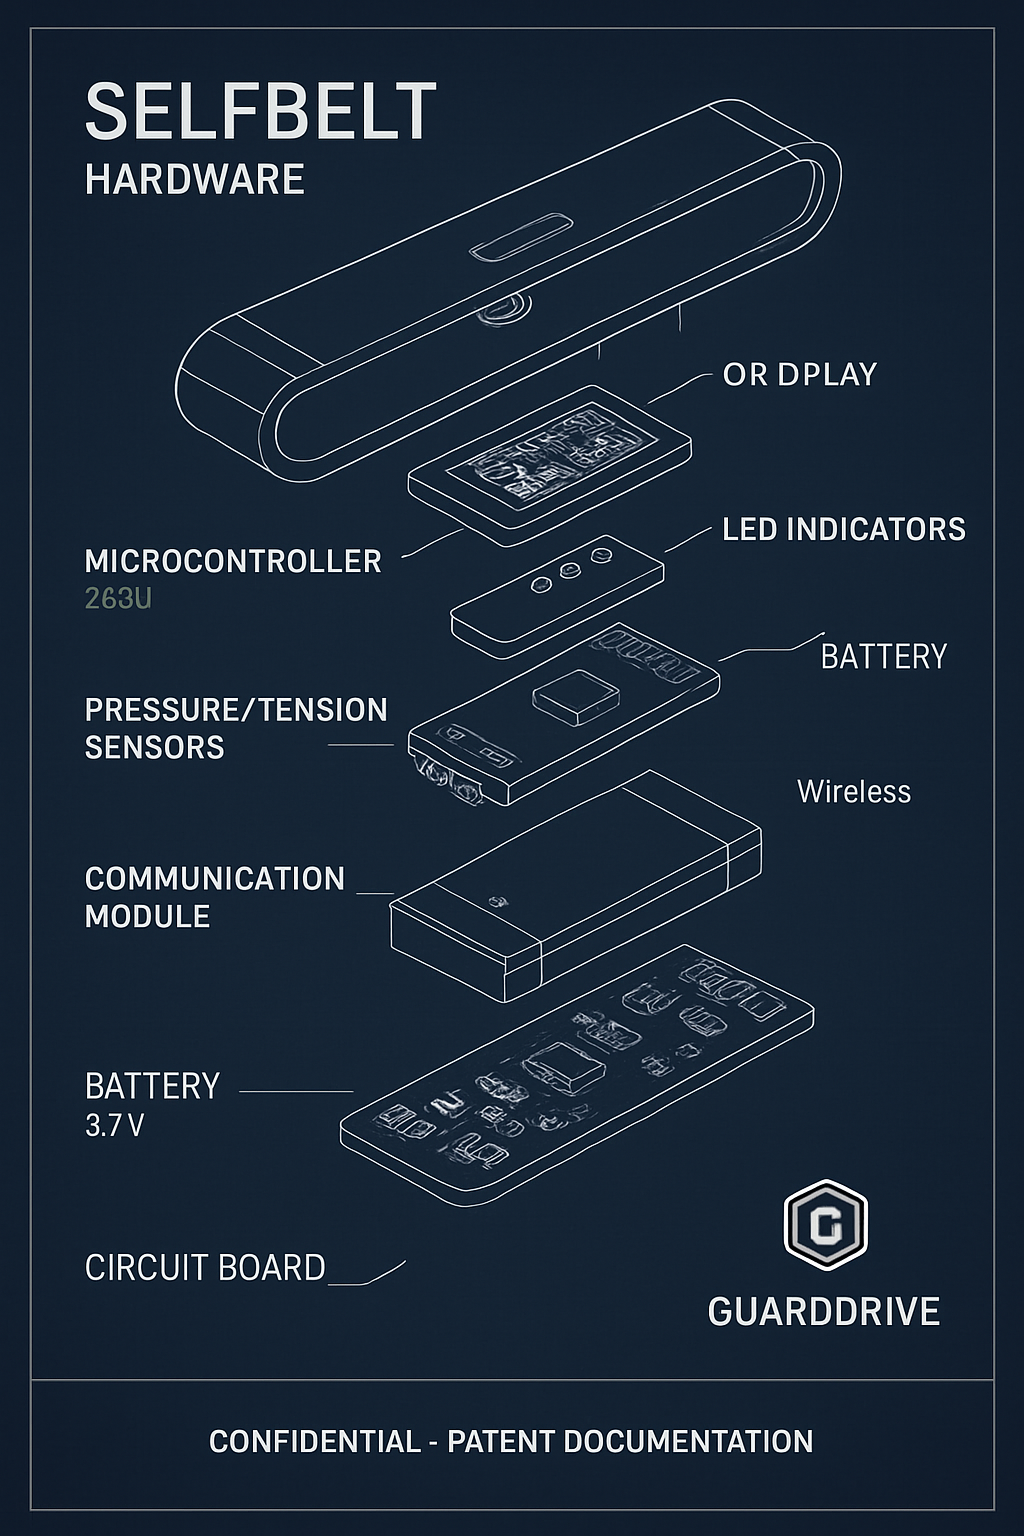 SELFBELT
HARDWARE
OR DPLAY
LED INDICATORS
MICROCONTROLLER
263U
BATTERY
PRESSURE/TENSION
SENSORS
Wireless
COMMUNICATION
MODULE
BATTERY
3.7 V
CIRCUIT BOARD
G
GUARDDRIVE
CONFIDENTIAL - PATENT DOCUMENTATION